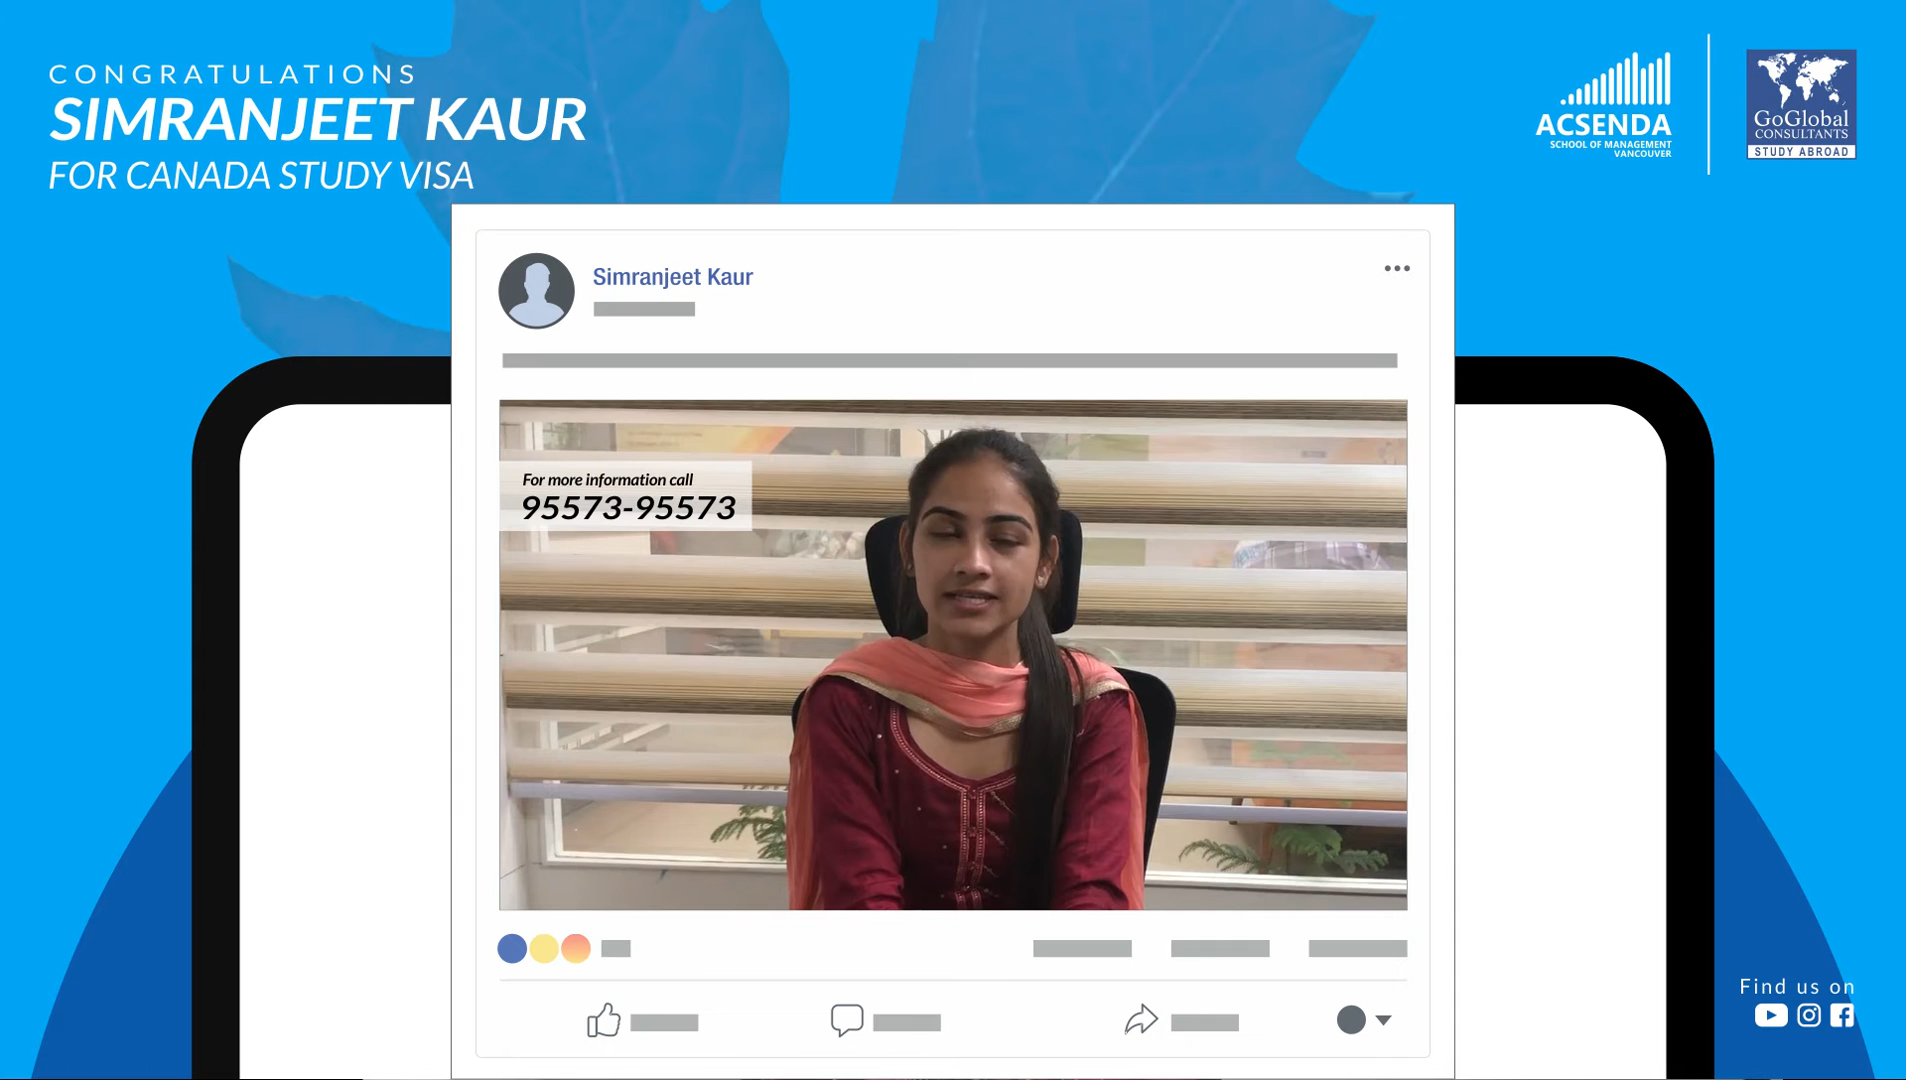 CONGRATULATIONS
SIMRANJEET KAUR
FOR CANADA STUDY VISA
ACSENDA
SCHOOL OF MANAGEMENT
VANCOUVER
GoGlobal
CONSULTANTS
STUDY ABROAD
Simranjeet Kaur
For more information call
95573-95573
Find us on